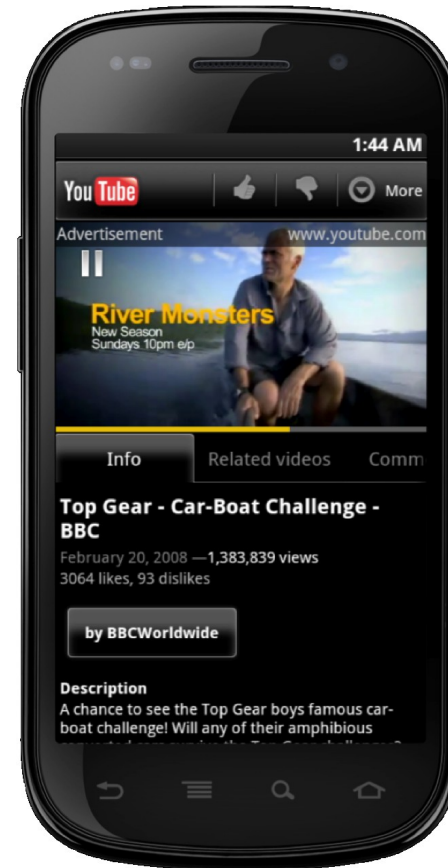 1:44 AM
You Tube
More
Advertisement www.youtube.com
River Monsters
New Season
Sundays 10pm e/p
Info Related videos Comm
Top Gear - Car-Boat Challenge -
BBC
February 20, 2008 —1,383,839 views
3064 likes, 93 dislikes
by BBCWorldwide
Description
A chance to see the Top Gear boys famous car-
boat challenge! Will any of their amphibious